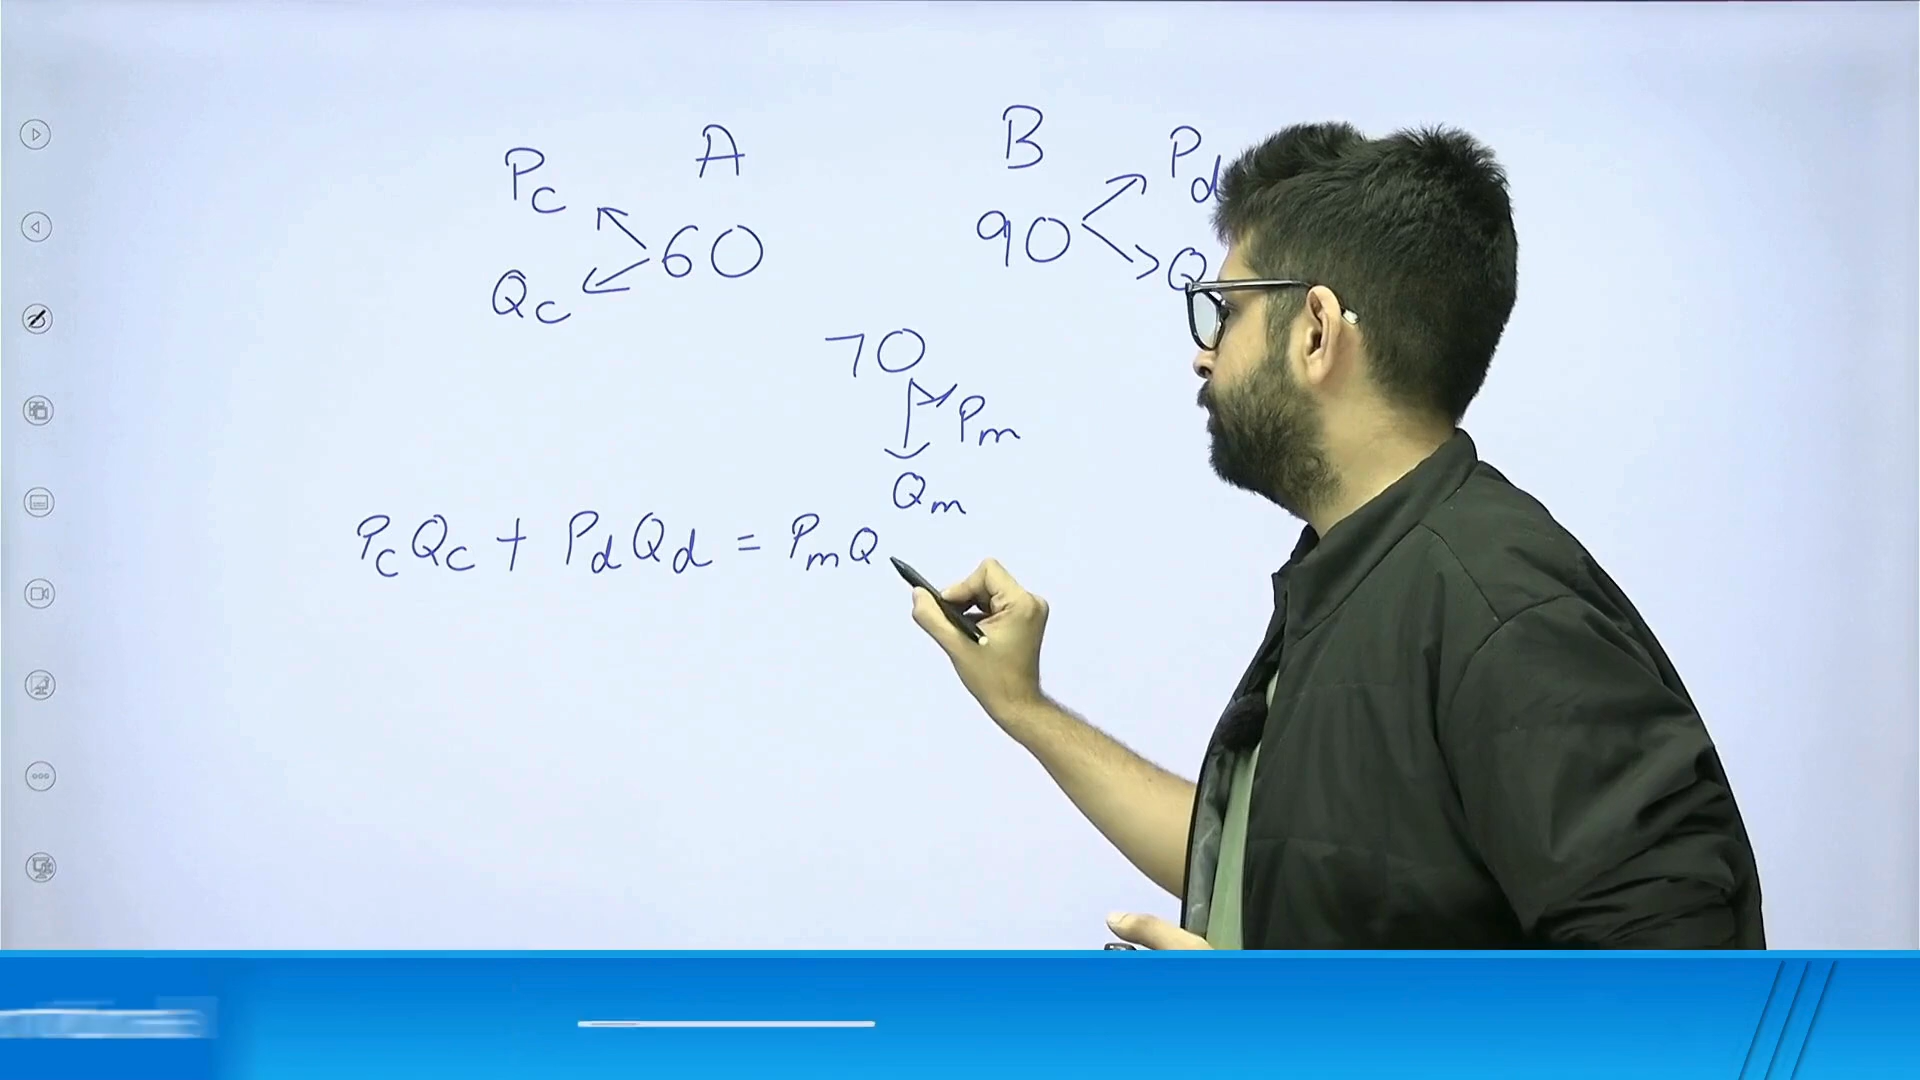 A
B
Pc
Pd
60
90
Qc
Q
70
Pm
Qm
PcQc + PdQd = PmQ